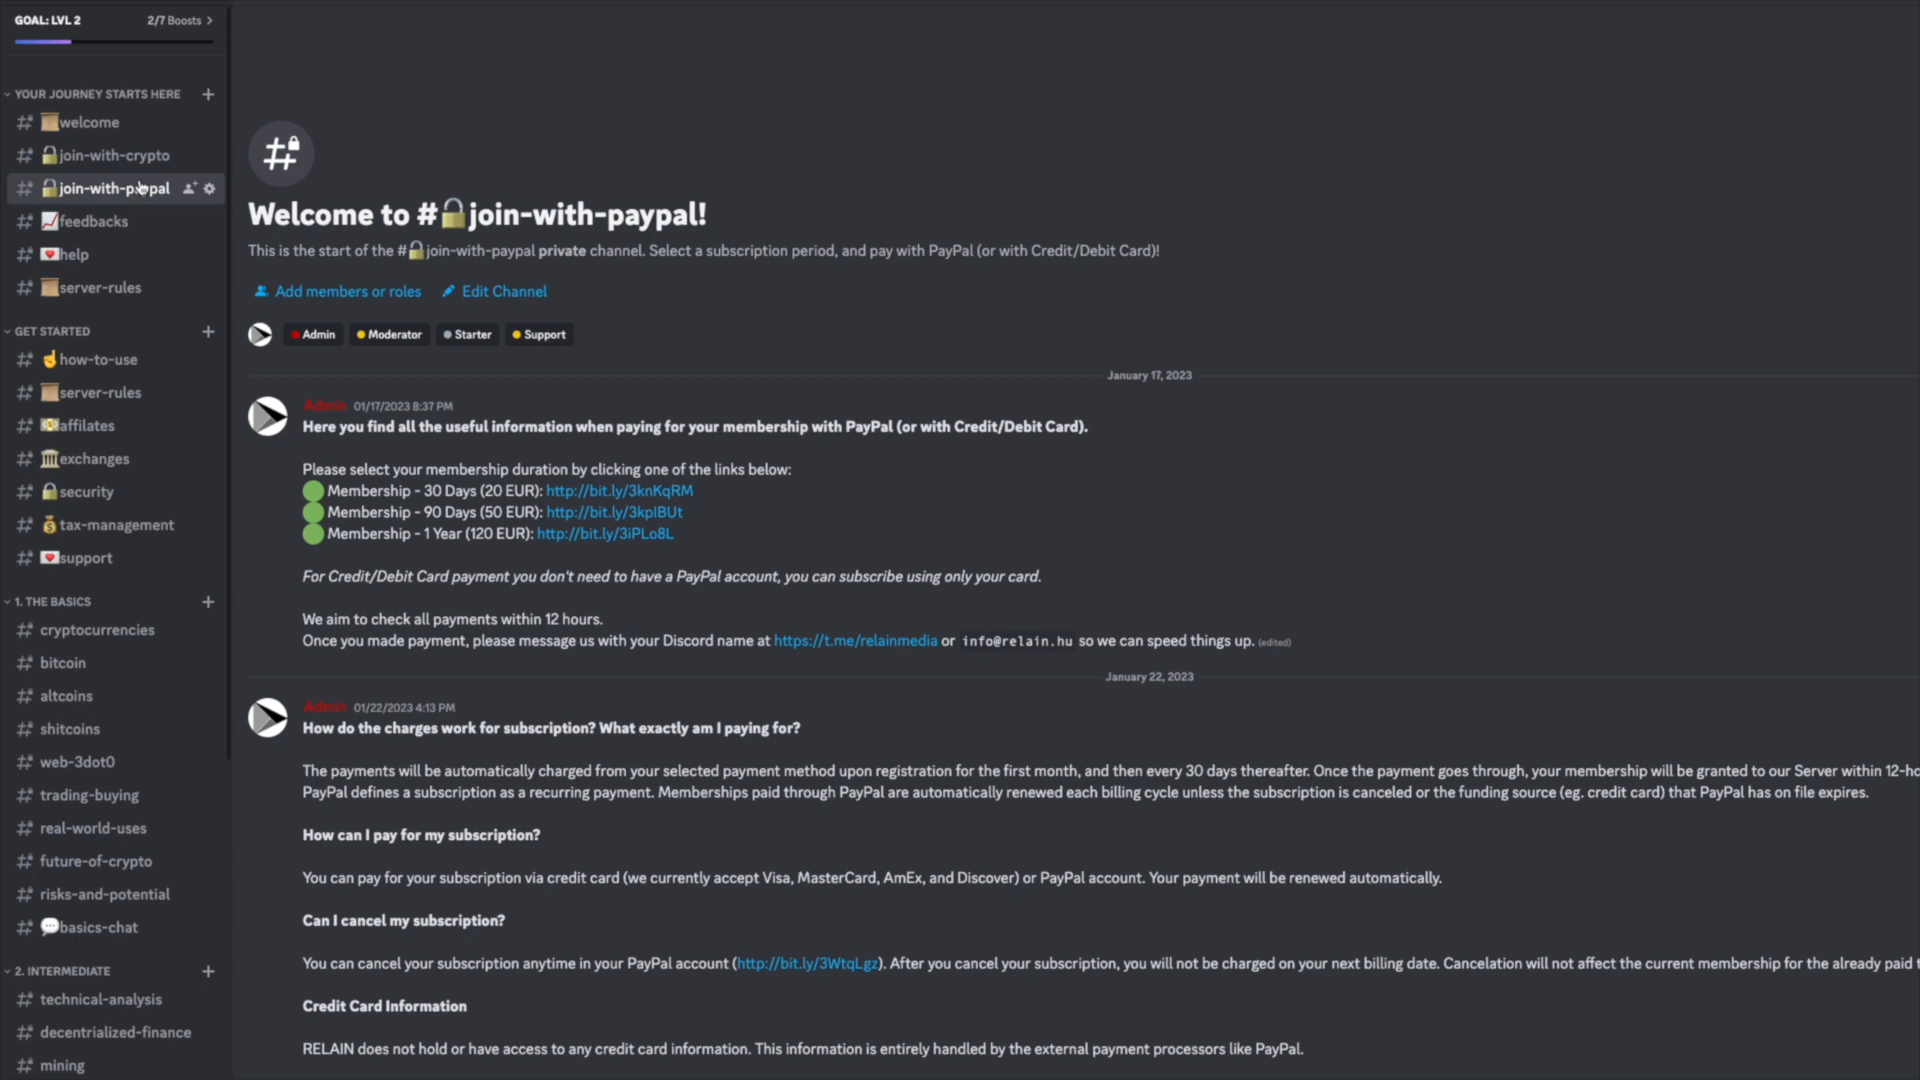 GOAL: LVL 2
2/7 Boosts >
YOUR JOURNEY STARTS HERE +
welcome
join-with-crypto
join-with-paypal
feedbacks
help
server-rules
GET STARTED +
how-to-use
server-rules
affilates
exchanges
security
tax-management
support
1. THE BASICS +
cryptocurrencies
bitcoin
altcoins
shitcoins
web-3dot0
trading-buying
real-world-uses
future-of-crypto
risks-and-potential
basics-chat
2. INTERMEDIATE +
technical-analysis
decentrialized-finance
mining
Welcome to #🔒join-with-paypal!
This is the start of the #🔒join-with-paypal private channel. Select a subscription period, and pay with PayPal (or with Credit/Debit Card)!
Add members or roles Edit Channel
Admin Moderator Starter Support
January 17, 2023
Admin 01/17/2023 8:37 PM
Here you find all the useful information when paying for your membership with PayPal (or with Credit/Debit Card).
Please select your membership duration by clicking one of the links below:
Membership - 30 Days (20 EUR): http://bit.ly/3knKqRM
Membership - 90 Days (50 EUR): http://bit.ly/3kpIBUt
Membership - 1 Year (120 EUR): http://bit.ly/3iPLo8L
For Credit/Debit Card payment you don't need to have a PayPal account, you can subscribe using only your card.
We aim to check all payments within 12 hours.
Once you made payment, please message us with your Discord name at https://t.me/relainmedia or info@relain.hu so we can speed things up. (edited)
January 22, 2023
Admin 01/22/2023 4:13 PM
How do the charges work for subscription? What exactly am I paying for?
The payments will be automatically charged from your selected payment method upon registration for the first month, and then every 30 days thereafter. Once the payment goes through, your membership will be granted to our Server within 12-ho
PayPal defines a subscription as a recurring payment. Memberships paid through PayPal are automatically renewed each billing cycle unless the subscription is canceled or the funding source (eg. credit card) that PayPal has on file expires.
How can I pay for my subscription?
You can pay for your subscription via credit card (we currently accept Visa, MasterCard, AmEx, and Discover) or PayPal account. Your payment will be renewed automatically.
Can I cancel my subscription?
You can cancel your subscription anytime in your PayPal account (http://bit.ly/3WtqLgz). After you cancel your subscription, you will not be charged on your next billing date. Cancelation will not affect the current membership for the already paid t
Credit Card Information
RELAIN does not hold or have access to any credit card information. This information is entirely handled by the external payment processors like PayPal.